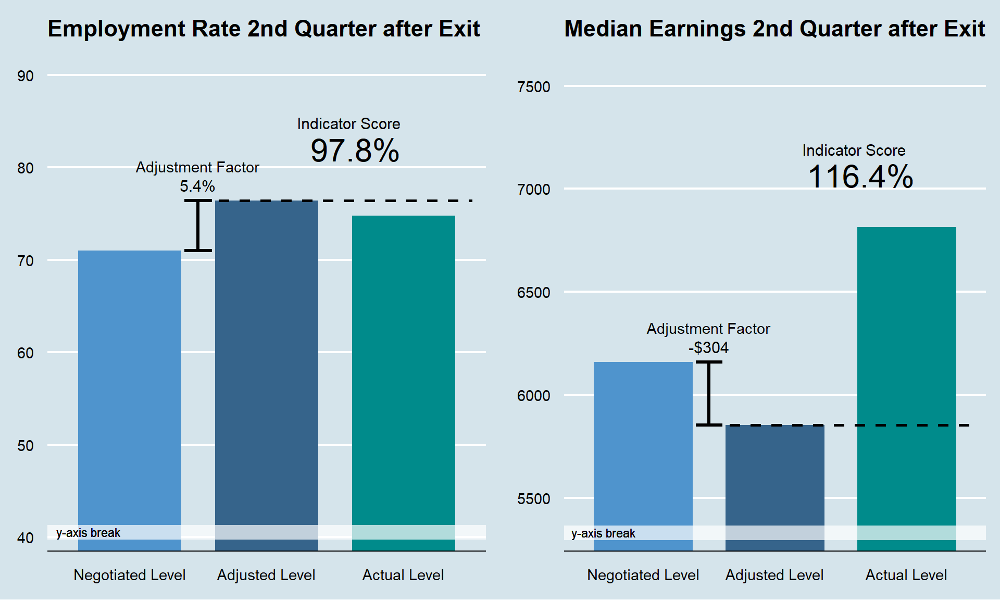 Employment Rate 2nd Quarter after Exit
90
80
70
60
50
40
Indicator Score
97.8%
Adjustment Factor
5.4%
y-axis break
Negotiated Level
Adjusted Level
Actual Level
Median Earnings 2nd Quarter after Exit
7500
7000
6500
6000
5500
Indicator Score
116.4%
Adjustment Factor
-$304
y-axis break
Negotiated Level
Adjusted Level
Actual Level